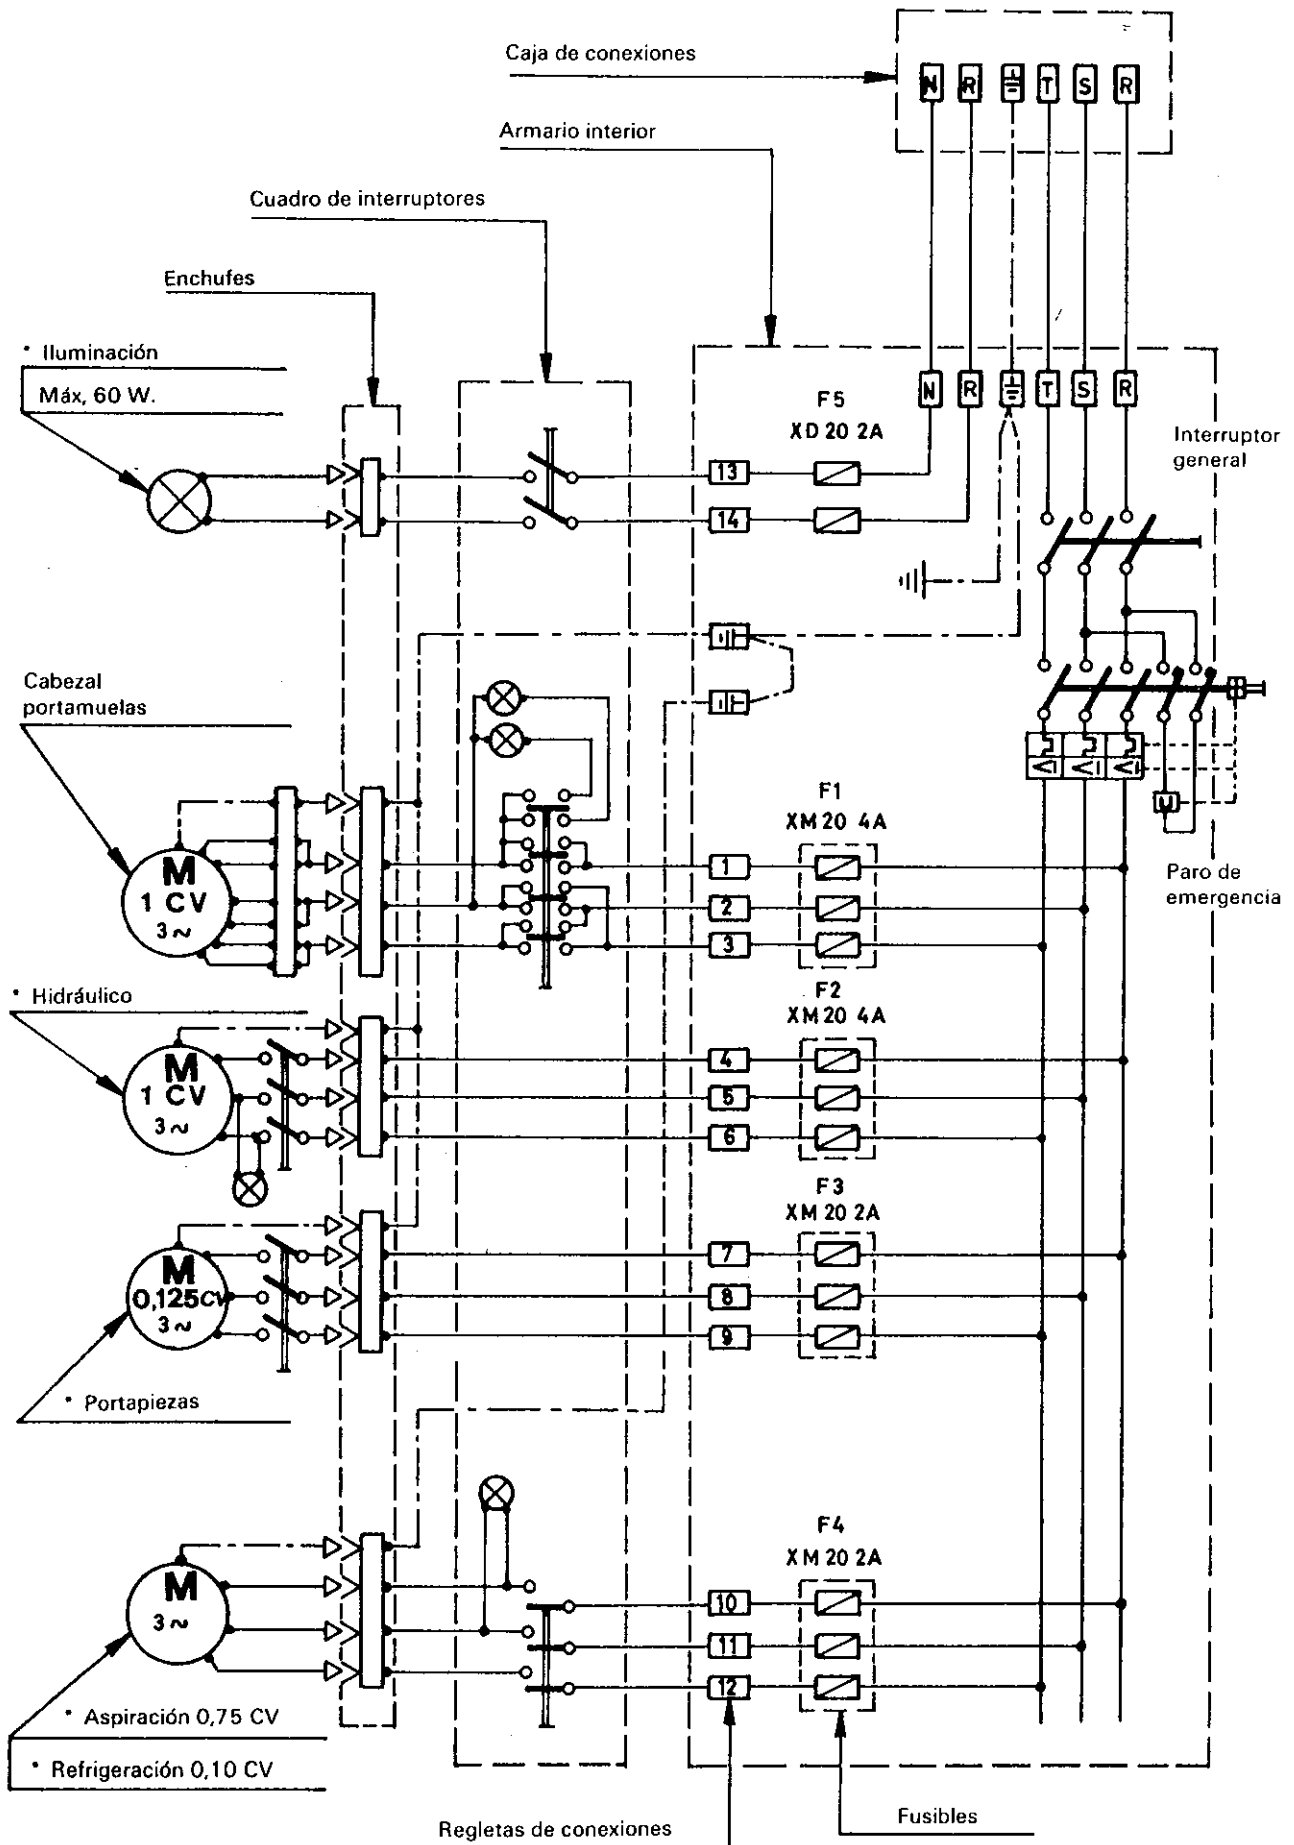 Caja de conexiones
N R T S R
Armario interior
Cuadro de interruptores
Enchufes
* Iluminación
Máx, 60 W.
N R T S R
F5
XD 20 2A
Interruptor
general
13
14
Cabezal
portamuelas
F1
XM 20 4A
M
1 CV
3 ~
1
2
3
U
Paro de
emergencia
* Hidráulico
F2
XM 20 4A
M
1 CV
3 ~
4
5
6
F3
XM 20 2A
M
0,125 CV
3 ~
7
8
9
* Portapiezas
F4
XM 20 2A
M
3 ~
10
11
12
* Aspiración 0,75 CV
* Refrigeración 0,10 CV
Regletas de conexiones
Fusibles